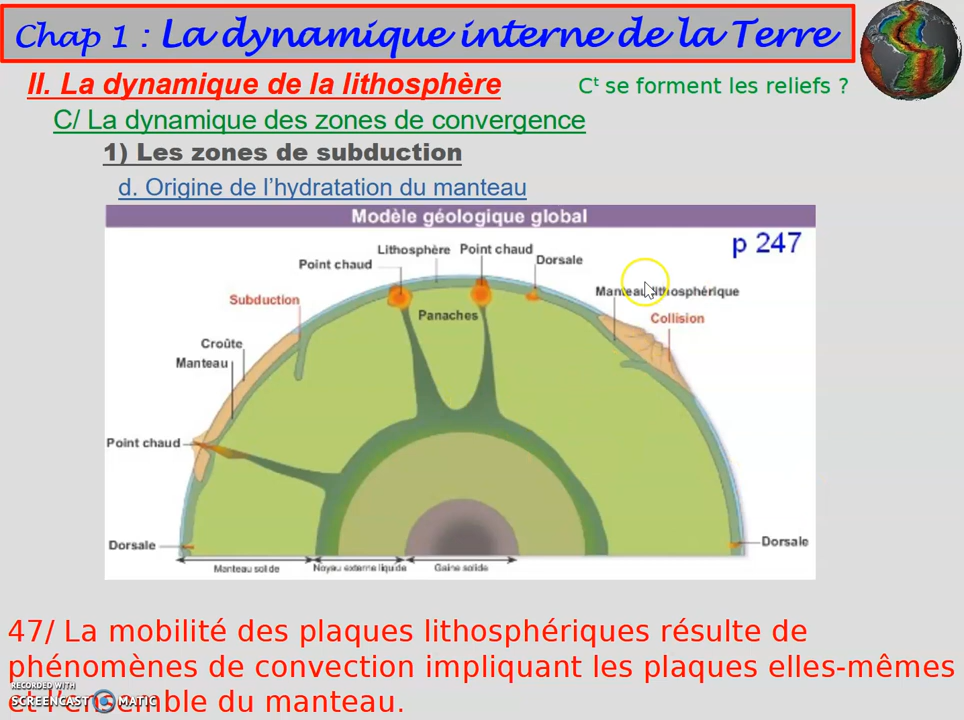 Chap 1 : La dynamique interne de la Terre
II. La dynamique de la lithosphère
Cᵗ se forment les reliefs ?
C/ La dynamique des zones de convergence
1) Les zones de subduction
d. Origine de l'hydratation du manteau
Modèle géologique global
p 247
Lithosphère
Point chaud
Point chaud
Dorsale
Manteau lithosphérique
Subduction
Panaches
Collision
Croûte
Manteau
Point chaud
Dorsale
Dorsale
Manteau solide
Noyau externe liquide
Gaine solide
47/ La mobilité des plaques lithosphériques résulte de
phénomènes de convection impliquant les plaques elles-mêmes
et l'ensemble du manteau.
RECORDED WITH
SCREENCAST MATIC